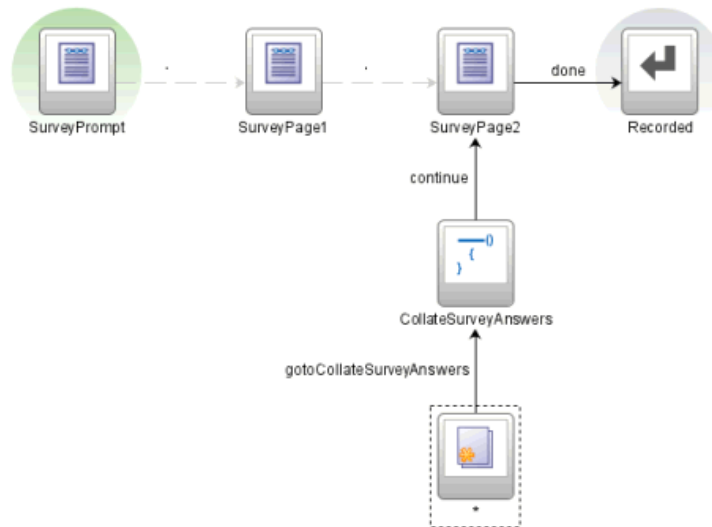 .
.
done
SurveyPrompt
SurveyPage1
SurveyPage2
Recorded
continue
() 
{
}
CollateSurveyAnswers
gotoCollateSurveyAnswers
*